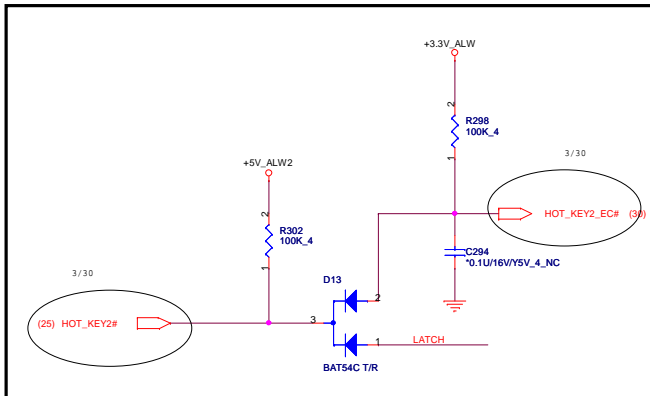 +3.3V_ALW
2
R298
100K_4
1
3/30
+5V_ALW2
2
R302
100K_4
1
HOT_KEY2_EC# (30)
C294
*0.1U/16V/Y5V_4_NC
3/30
D13
2
(25) HOT_KEY2#
3
1
LATCH
BAT54C T/R